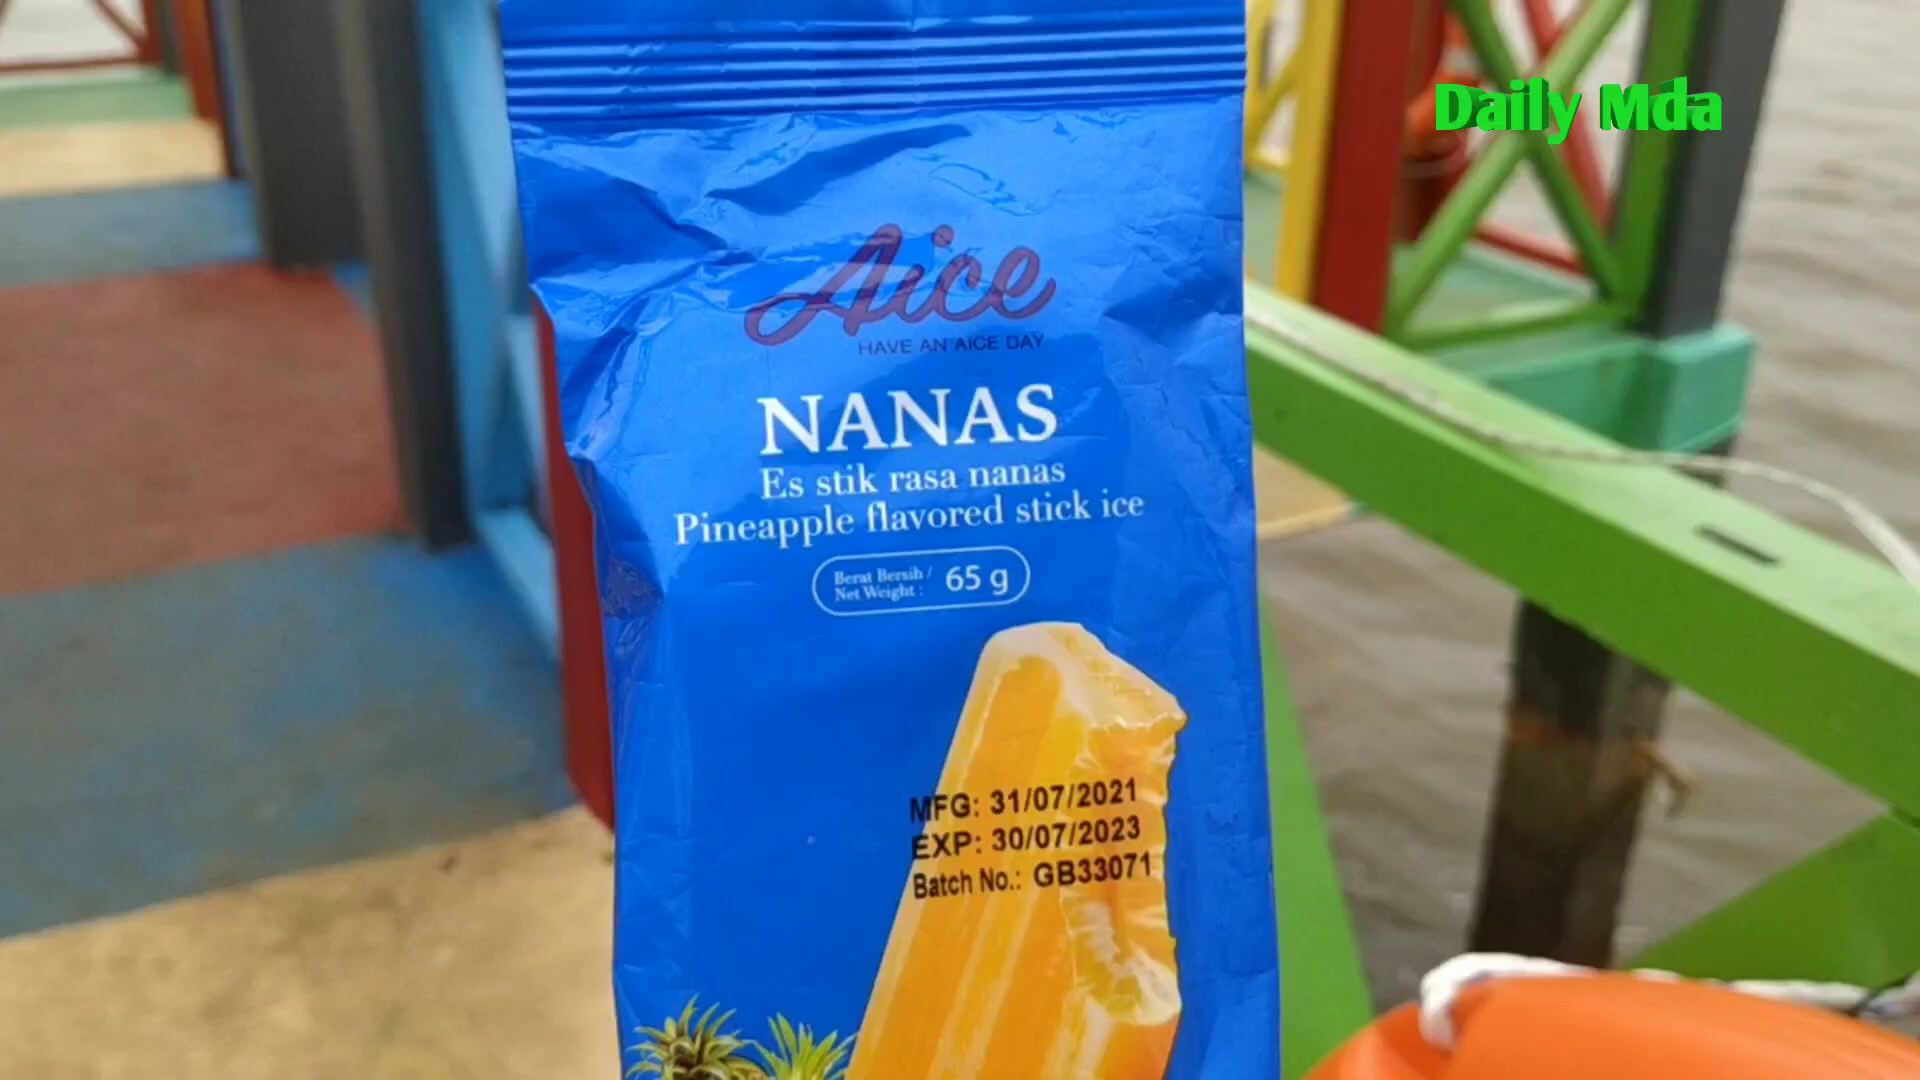 Daily Mda
Aice
HAVE AN AICE DAY
NANAS
Es stik rasa nanas
Pineapple flavored stick ice
Berat Bersih /
Net Weight : 65 g
MFG: 31/07/2021
EXP: 30/07/2023
Batch No.: GB33071